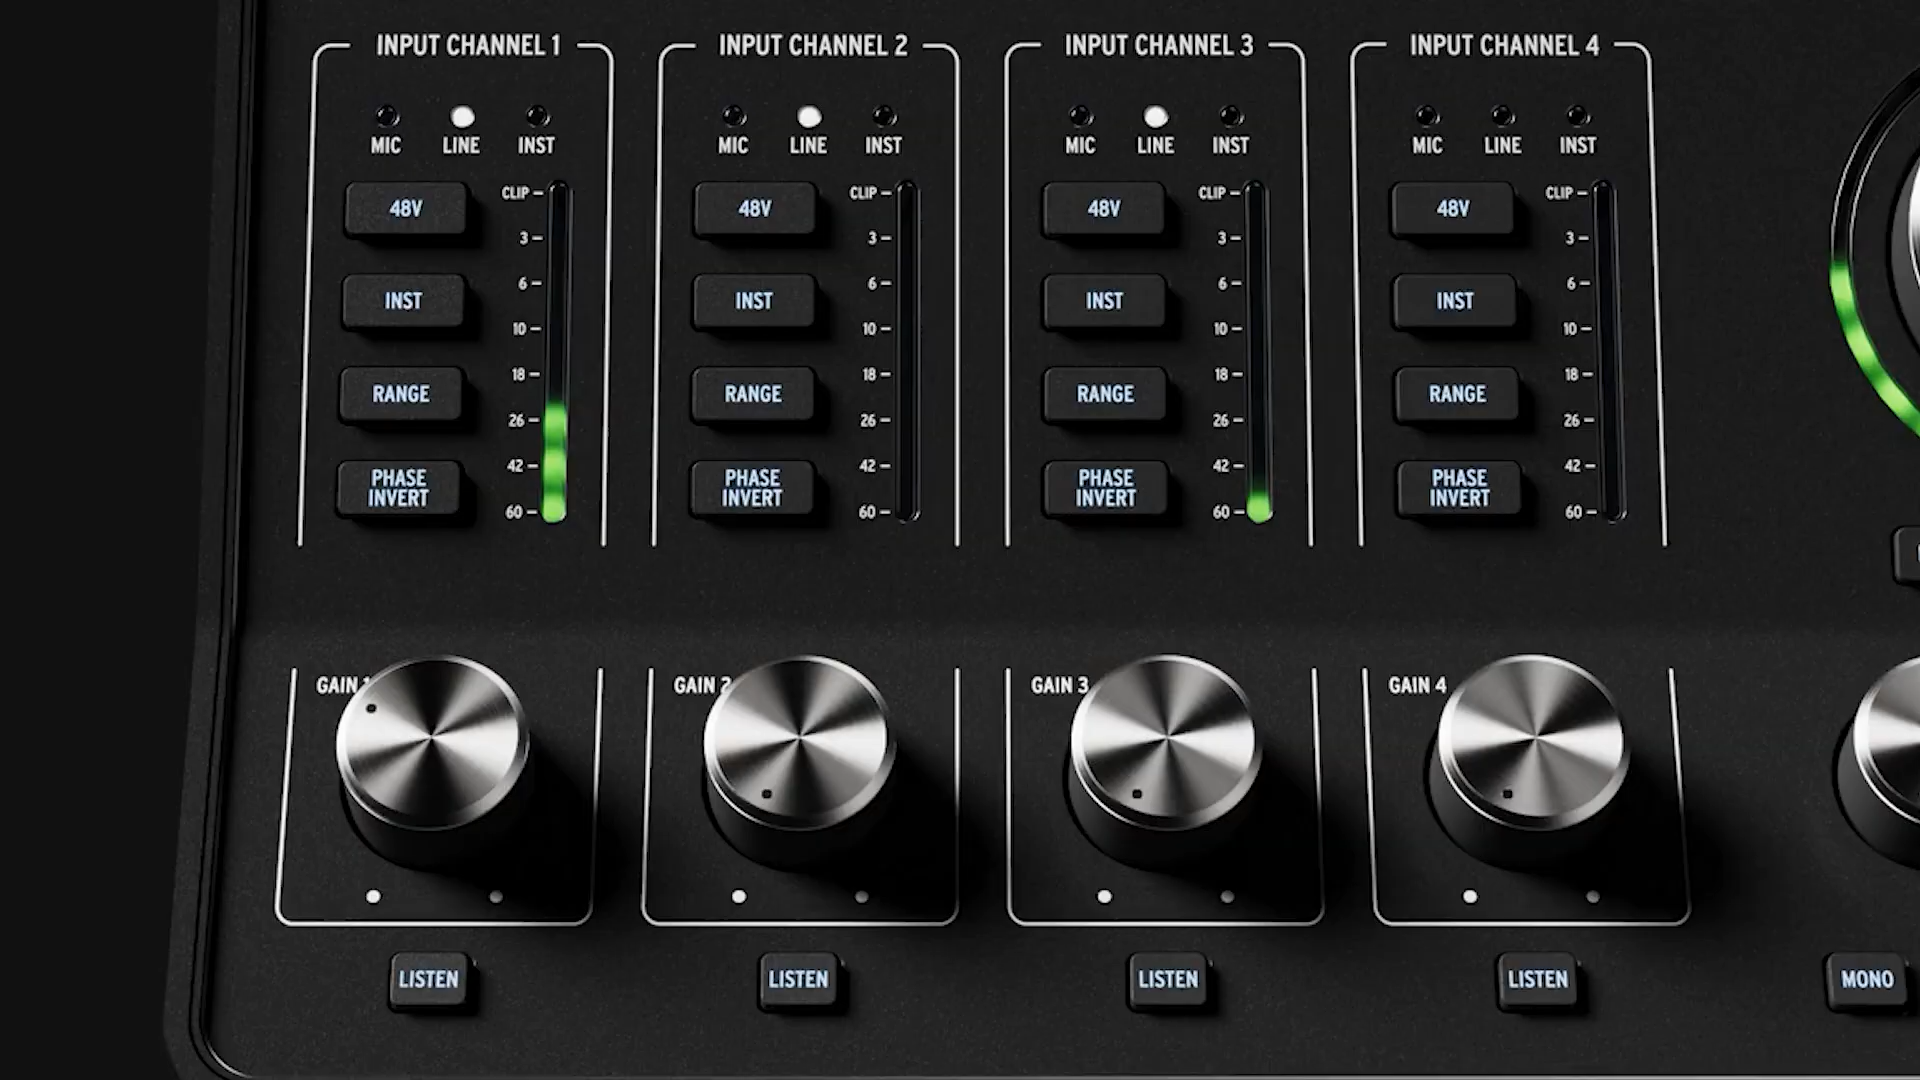 INPUT CHANNEL 1
MIC LINE INST
48V
INST
RANGE
PHASE
INVERT
CLIP
3
6
10
18
26
42
60
INPUT CHANNEL 2
MIC LINE INST
48V
INST
RANGE
PHASE
INVERT
CLIP
3
6
10
18
26
42
60
INPUT CHANNEL 3
MIC LINE INST
48V
INST
RANGE
PHASE
INVERT
CLIP
3
6
10
18
26
42
60
INPUT CHANNEL 4
MIC LINE INST
48V
INST
RANGE
PHASE
INVERT
CLIP
3
6
10
18
26
42
60
GAIN 1
GAIN 2
GAIN 3
GAIN 4
LISTEN
LISTEN
LISTEN
LISTEN
MONO